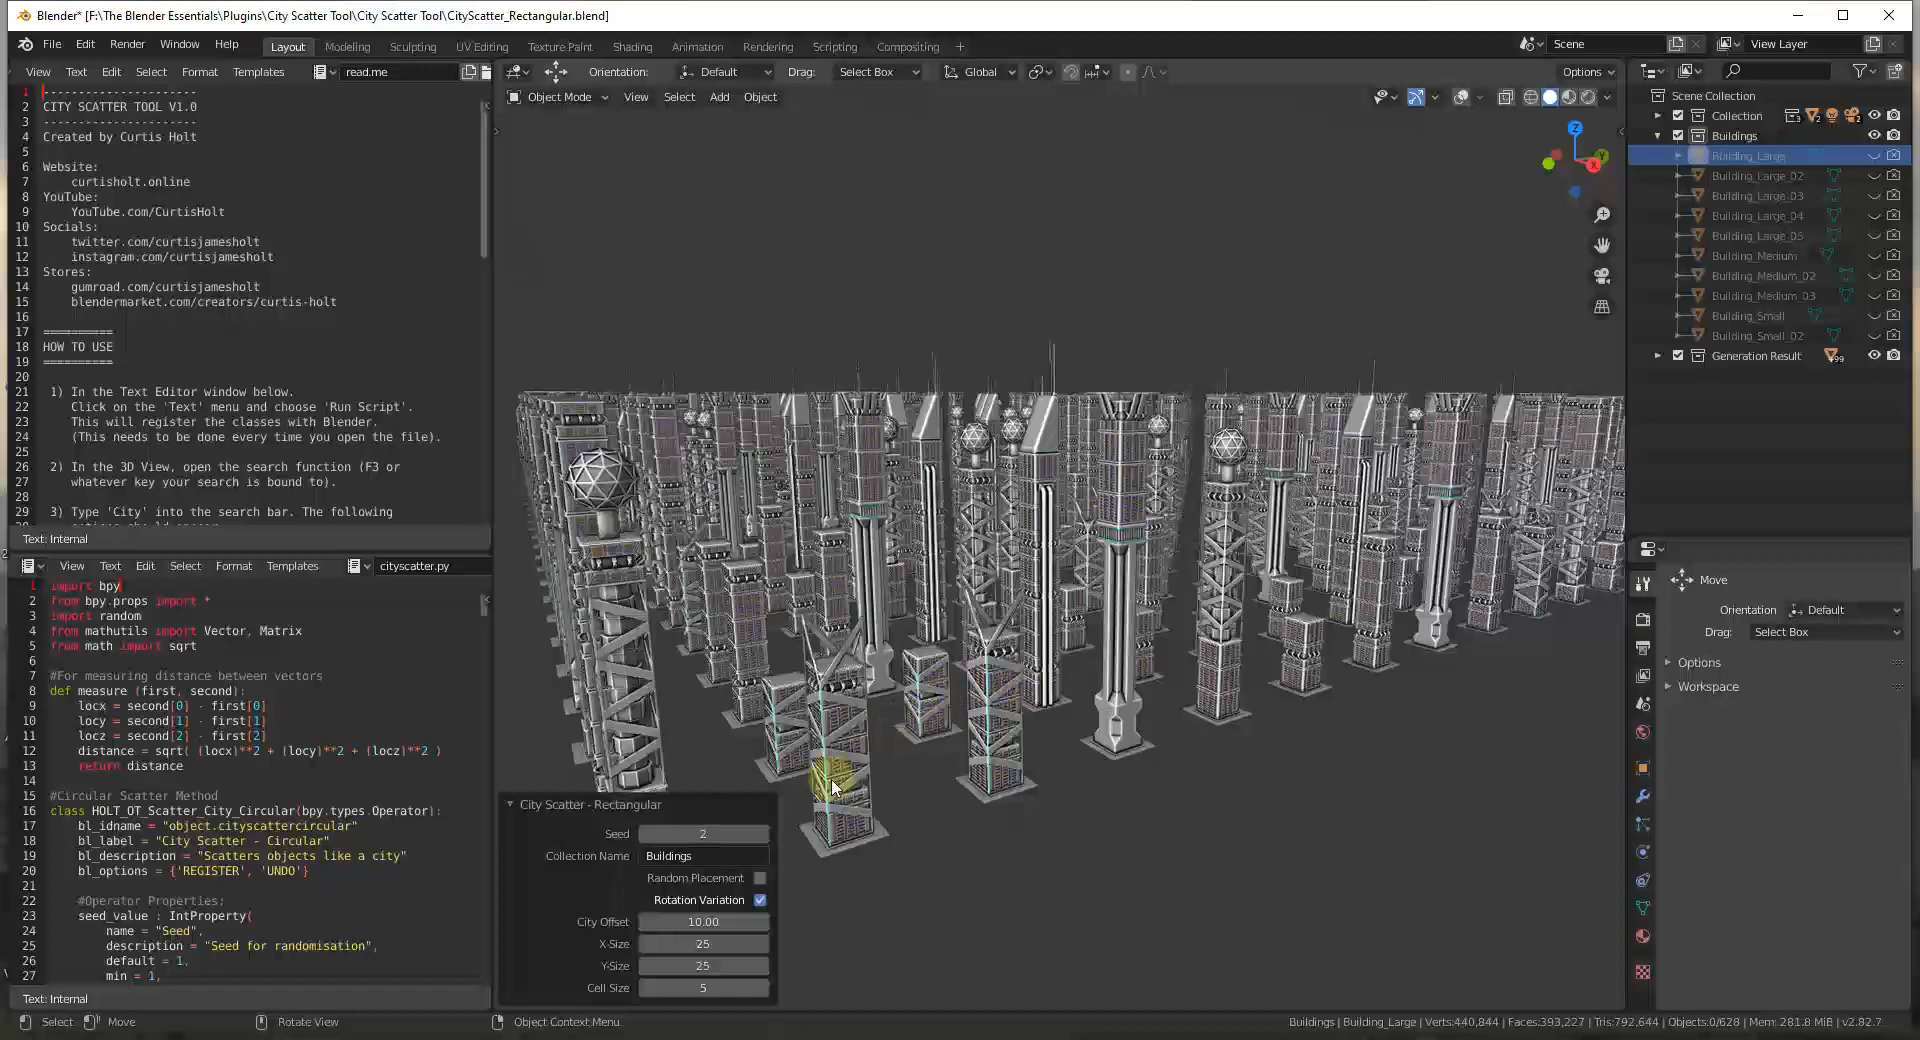 Blender* [F:\The Blender Essentials\Plugins\City Scatter Tool\City Scatter Tool\CityScatter_Rectangular.blend]
File Edit Render Window Help Layout Modeling Sculpting UV Editing Texture Paint Shading Animation Rendering Scripting Compositing + Scene View Layer
View Text Edit Select Format Templates read.me Orientation: Default Drag: Select Box Global Options
Object Mode View Select Add Object
1 ----------------------
2 CITY SCATTER TOOL V1.0
3 ----------------------
4 Created by Curtis Holt
5
6 Website:
7 curtisholt.online
8 YouTube:
9 YouTube.com/CurtisHolt
10 Socials:
11 twitter.com/curtisjamesholt
12 instagram.com/curtisjamesholt
13 Stores:
14 gumroad.com/curtisjamesholt
15 blendermarket.com/creators/curtis-holt
16
17 ==========
18 HOW TO USE
19 ==========
20
21 1) In the Text Editor window below.
22 Click on the 'Text' menu and choose 'Run Script'.
23 This will register the classes with Blender.
24 (This needs to be done every time you open the file).
25
26 2) In the 3D View, open the search function (F3 or
27 whatever key your search is bound to).
28
29 3) Type 'City' into the search bar. The following
Text: Internal
View Text Edit Select Format Templates cityscatter.py
1 import bpy
2 from bpy.props import *
3 import random
4 from mathutils import Vector, Matrix
5 from math import sqrt
6
7 #For measuring distance between vectors
8 def measure (first, second):
9 locx = second[0] - first[0]
10 locy = second[1] - first[1]
11 locz = second[2] - first[2]
12 distance = sqrt( (locx)**2 + (locy)**2 + (locz)**2 )
13 return distance
14
15 #Circular Scatter Method
16 class HOLT_OT_Scatter_City_Circular(bpy.types.Operator):
17 bl_idname = "object.cityscattercircular"
18 bl_label = "City Scatter - Circular"
19 bl_description = "Scatters objects like a city"
20 bl_options = {'REGISTER', 'UNDO'}
21
22 #Operator Properties:
23 seed_value : IntProperty(
24 name = "Seed",
25 description = "Seed for randomisation",
26 default = 1,
27 min = 1,
Text: Internal
Z
Y
X
City Scatter - Rectangular
Seed 2
Collection Name Buildings
Random Placement
Rotation Variation
City Offset 10.00
X-Size 25
Y-Size 25
Cell Size 5
Scene Collection
Collection 3 2 2
Buildings
Building_Large
Building_Large_02
Building_Large_03
Building_Large_04
Building_Large_05
Building_Medium
Building_Medium_02
Building_Medium_03
Building_Small
Building_Small_02
Generation Result 99
Move
Orientation Default
Drag: Select Box
Options
Workspace
Select Move Rotate View Object Context Menu Buildings | Building_Large | Verts:440,844 | Faces:393,227 | Tris:792,644 | Objects:0/628 | Mem: 281.8 MiB | v2.82.7